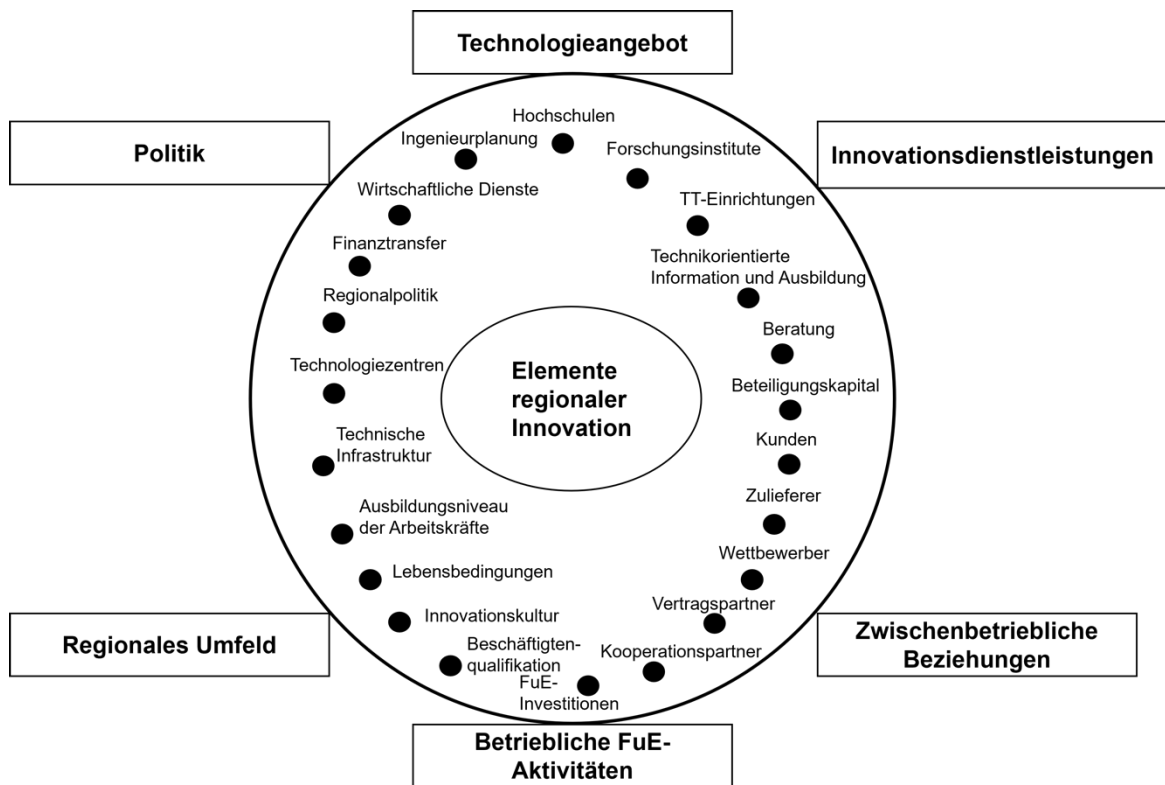 Technologieangebot
Politik
Innovationsdienstleistungen
Hochschulen
Ingenieurplanung
Forschungsinstitute
Wirtschaftliche Dienste
TT-Einrichtungen
Finanztransfer
Technikorientierte
Information und Ausbildung
Regionalpolitik
Beratung
Technologiezentren
Elemente
regionaler
Innovation
Beteiligungskapital
Technische
Infrastruktur
Kunden
Zulieferer
Ausbildungsniveau
der Arbeitskräfte
Wettbewerber
Lebensbedingungen
Vertragspartner
Innovationskultur
Kooperationspartner
Beschäftigten-
qualifikation
FuE-
Investitionen
Regionales Umfeld
Zwischenbetriebliche
Beziehungen
Betriebliche FuE-
Aktivitäten